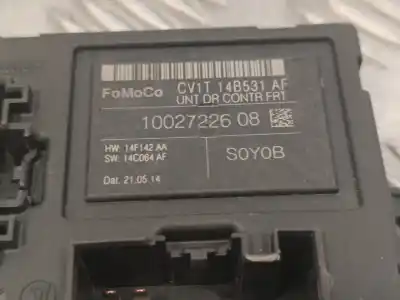 FoMoCo CV1T 14B531 AF
UNT DR CONTR FRT
10027226 08
HW: 14F142 AA
SW: 14C064 AF
S0Y0B
Dat. 21.05.14